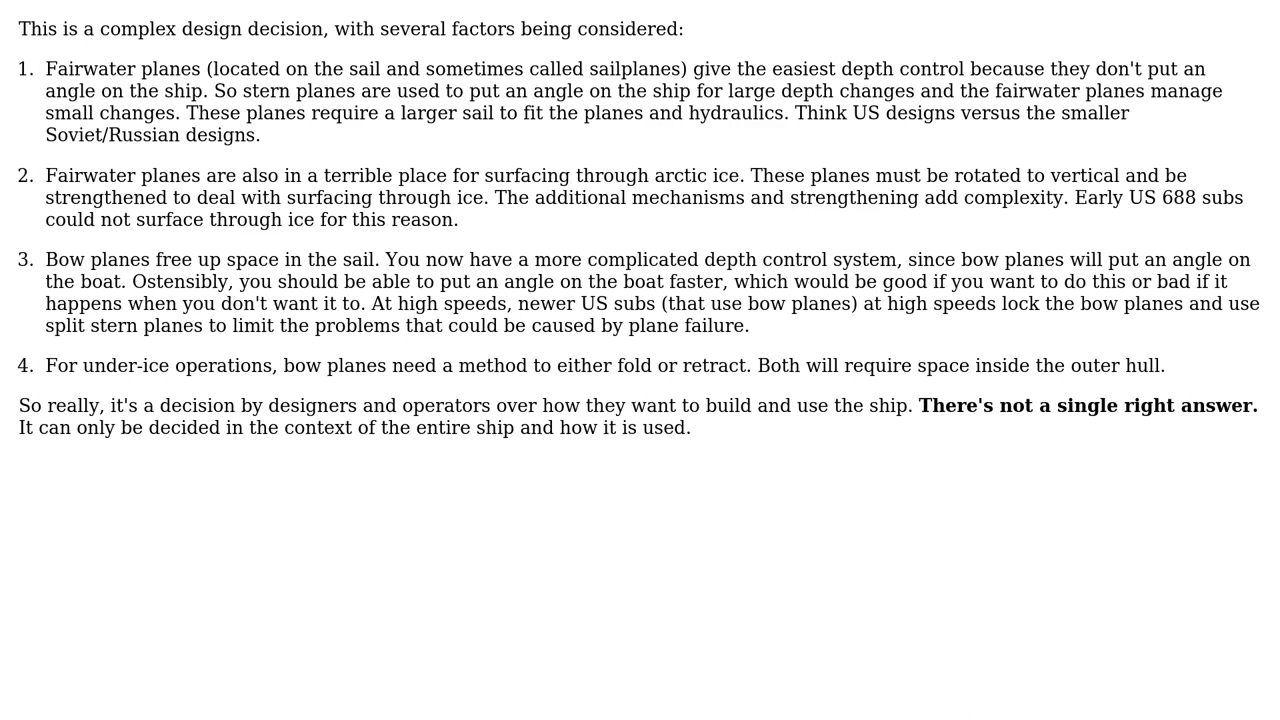 This is a complex design decision, with several factors being considered:
1. Fairwater planes (located on the sail and sometimes called sailplanes) give the easiest depth control because they don't put an
angle on the ship. So stern planes are used to put an angle on the ship for large depth changes and the fairwater planes manage
small changes. These planes require a larger sail to fit the planes and hydraulics. Think US designs versus the smaller
Soviet/Russian designs.
2. Fairwater planes are also in a terrible place for surfacing through arctic ice. These planes must be rotated to vertical and be
strengthened to deal with surfacing through ice. The additional mechanisms and strengthening add complexity. Early US 688 subs
could not surface through ice for this reason.
3. Bow planes free up space in the sail. You now have a more complicated depth control system, since bow planes will put an angle on
the boat. Ostensibly, you should be able to put an angle on the boat faster, which would be good if you want to do this or bad if it
happens when you don't want it to. At high speeds, newer US subs (that use bow planes) at high speeds lock the bow planes and use
split stern planes to limit the problems that could be caused by plane failure.
4. For under-ice operations, bow planes need a method to either fold or retract. Both will require space inside the outer hull.
So really, it's a decision by designers and operators over how they want to build and use the ship. There's not a single right answer.
It can only be decided in the context of the entire ship and how it is used.